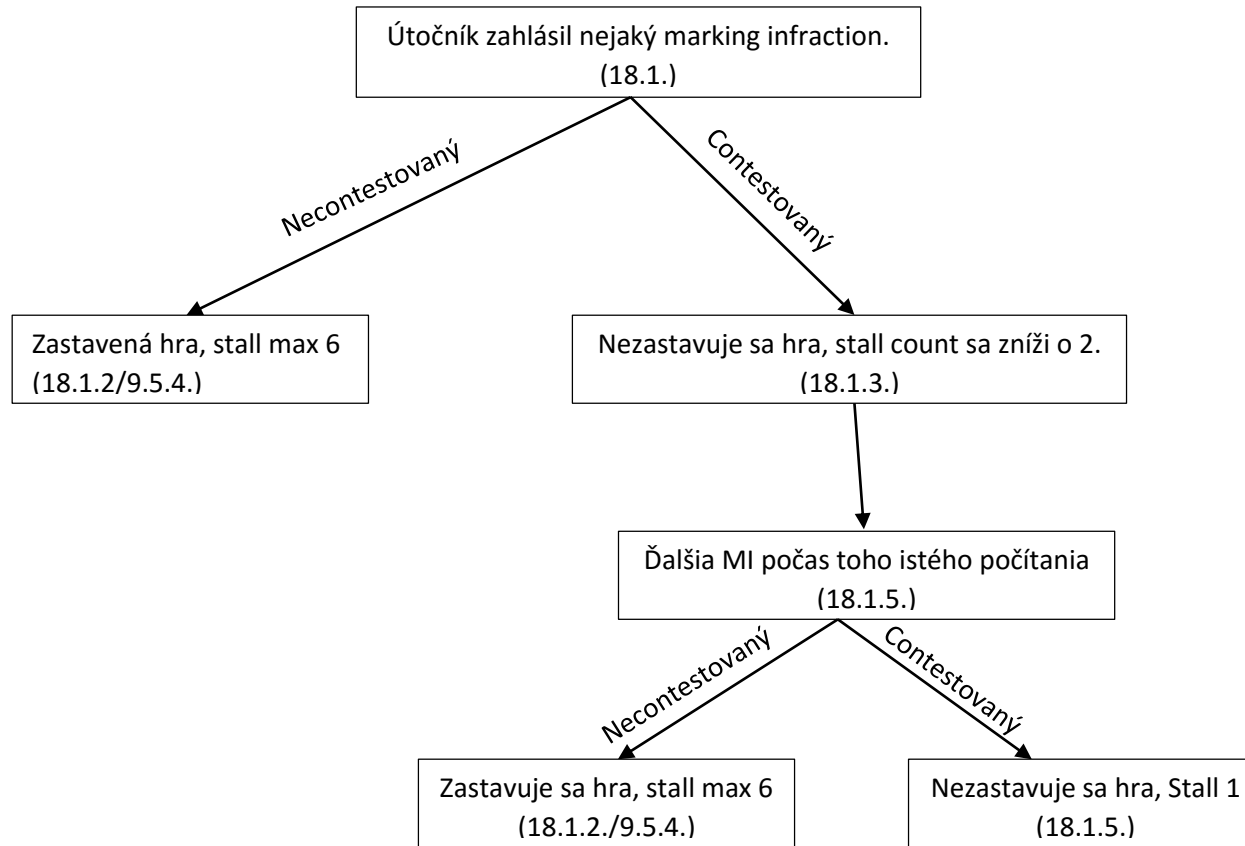 Útočník zahlásil nejaký marking infraction.
(18.1.)
Necontestovaný
Contestovaný
Zastavená hra, stall max 6
(18.1.2/9.5.4.)
Nezastavuje sa hra, stall count sa zníži o 2.
(18.1.3.)
Ďalšia MI počas toho istého počítania
(18.1.5.)
Necontestovaný
Contestovaný
Zastavuje sa hra, stall max 6
(18.1.2./9.5.4.)
Nezastavuje sa hra, Stall 1
(18.1.5.)